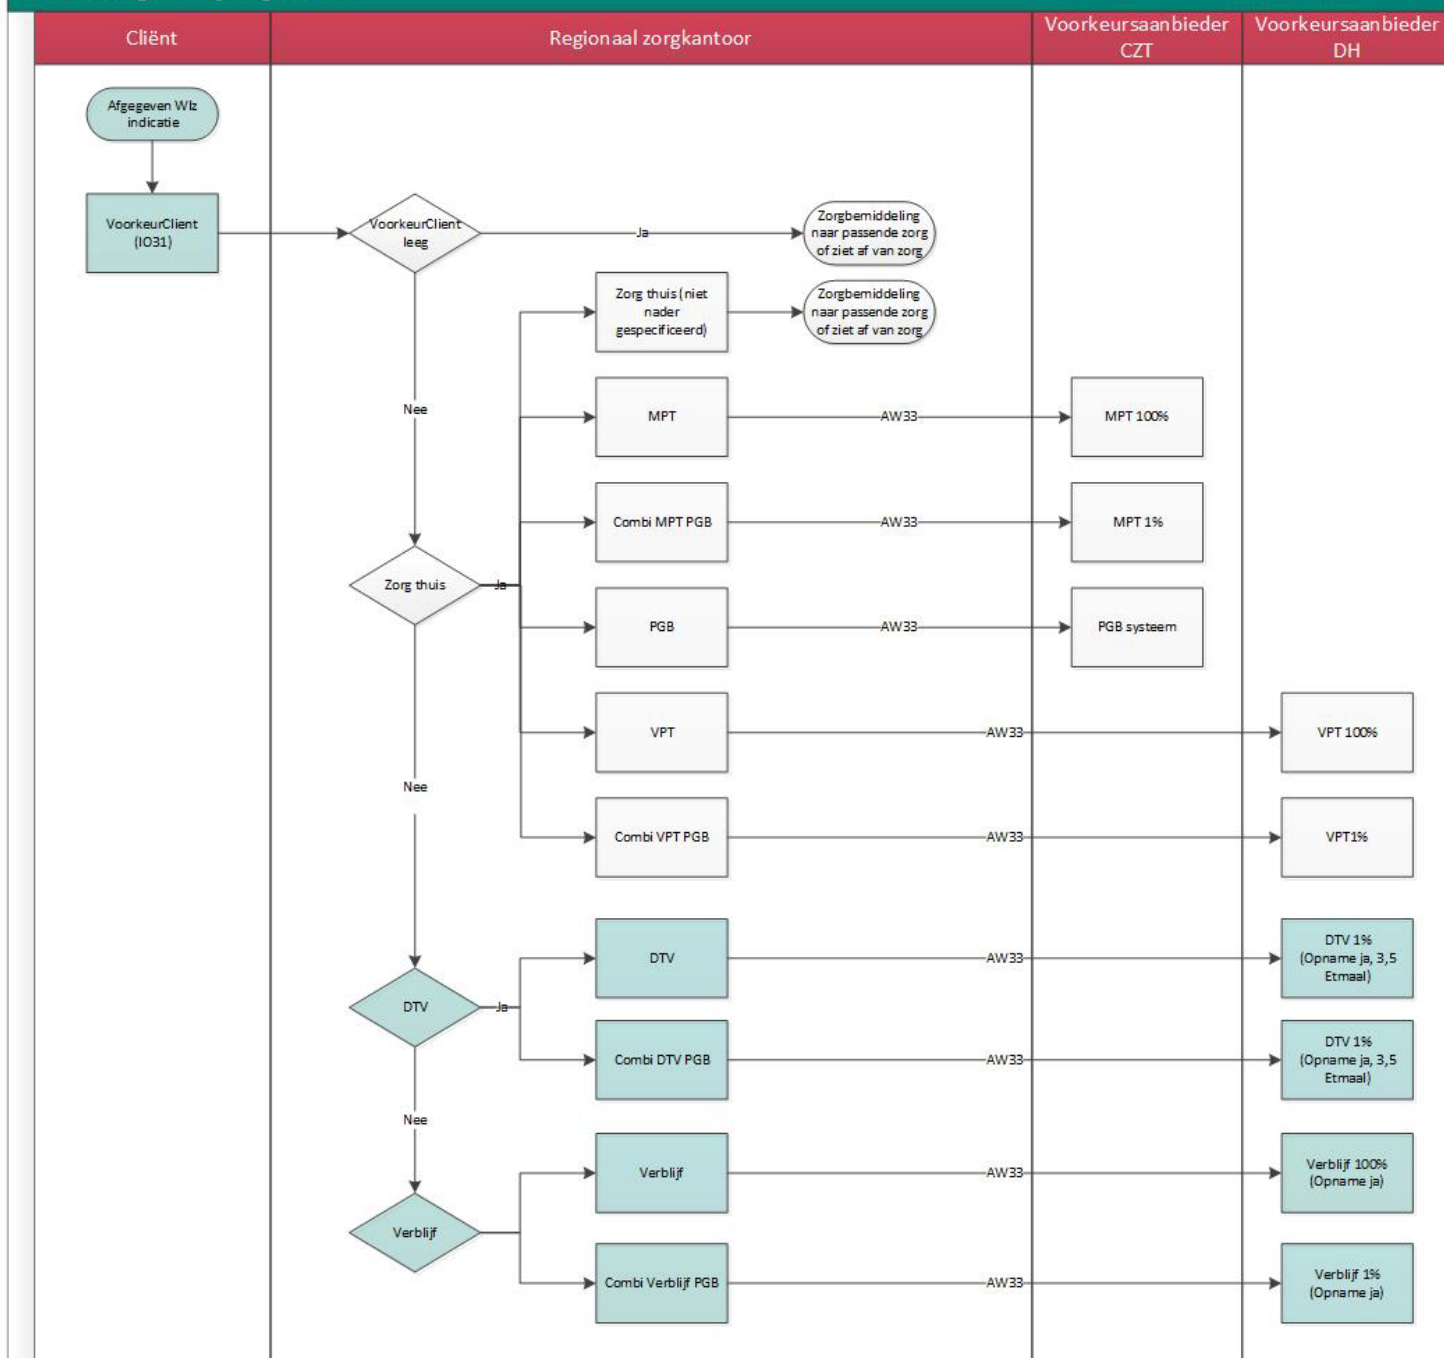 Cliënt
Regionaal zorgkantoor
Voorkeursaanbieder
CZT
Voorkeursaanbieder
DH
Afgegeven Wlz
indicatie
VoorkeurClient
(IO31)
VoorkeurClient
leeg
Ja
Zorgbemiddeling
naar passende zorg
of ziet af van zorg
Zorg thuis (niet
nader
gespecificeerd)
Zorgbemiddeling
naar passende zorg
of ziet af van zorg
Nee
MPT
AW33
MPT 100%
Combi MPT PGB
AW33
MPT 1%
Zorg thuis
Ja
PGB
AW33
PGB systeem
VPT
AW33
VPT 100%
Nee
Combi VPT PGB
AW33
VPT1%
DTV
AW33
DTV 1%
(Opname ja, 3,5
Etmaal)
DTV
Ja
Combi DTV PGB
AW33
DTV 1%
(Opname ja, 3,5
Etmaal)
Nee
Verblijf
AW33
Verblijf 100%
(Opname ja)
Verblijf
Combi Verblijf PGB
AW33
Verblijf 1%
(Opname ja)